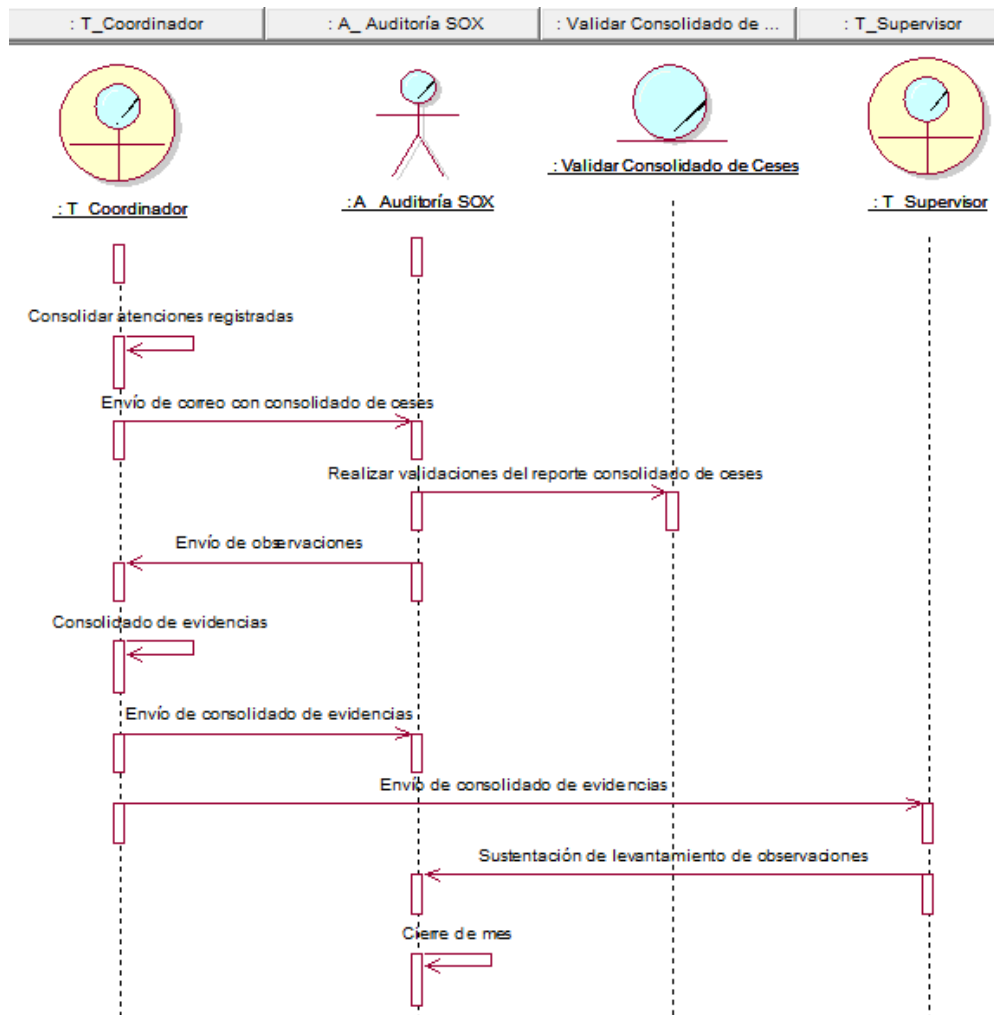 : T_Coordinador
: A_ Auditoría SOX
: Validar Consolidado de ...
: T_Supervisor
: T_Coordinador
: A_Auditoría SOX
: Validar Consolidado de Ceses
: T_Supervisor
Consolidar atenciones registradas
Envío de correo con consolidado de ceses
Realizar validaciones del reporte consolidado de ceses
Envío de observaciones
Consolidado de evidencias
Envío de consolidado de evidencias
Envío de consolidado de evidencias
Sustentación de levantamiento de observaciones
Cierre de mes